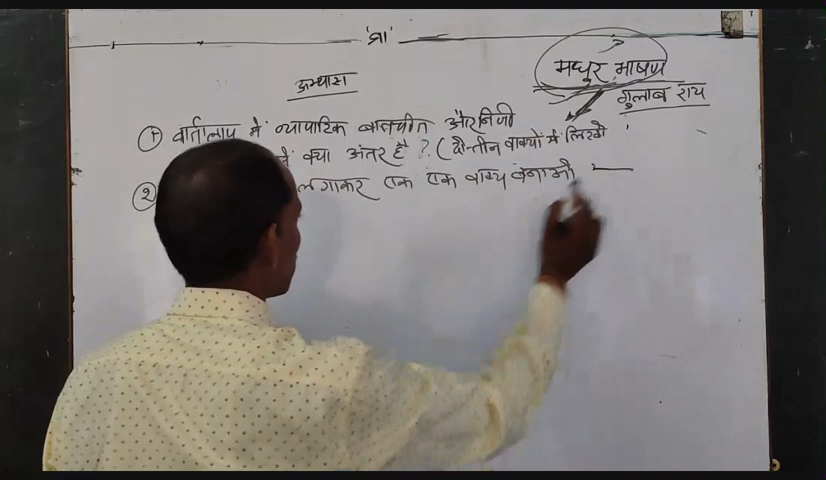 'ब्रा'
मधुर भाषण
गुलाब राय
अभ्यास
① वार्तालाप में व्यापारिक बातचीत और
में क्या अंतर है ? (दो-तीन वाक्यों में लिखो
② लगाकर एक एक वाक्य बनाओ —